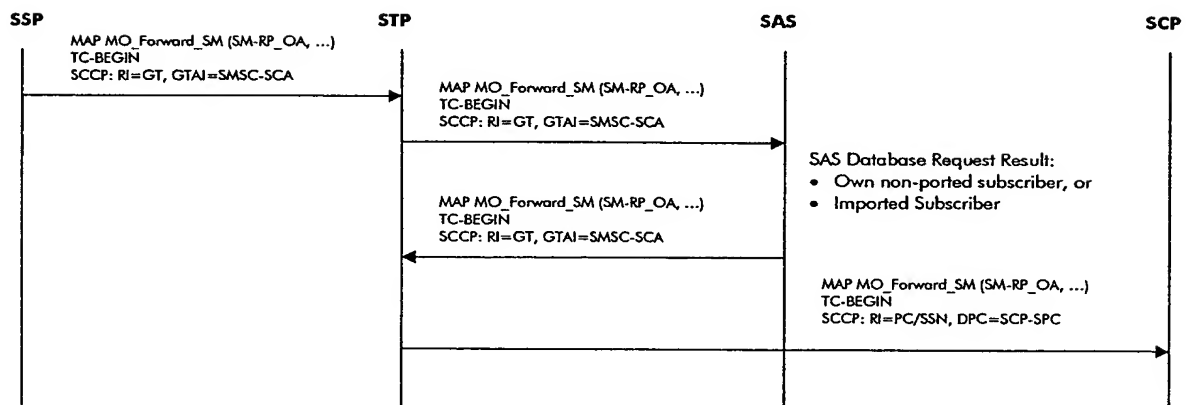 SSP
STP
SAS
SCP
MAP MO_Forward_SM (SM-RP_OA, ...)
TC-BEGIN
SCCP: RI=GT, GTAI=SMSC-SCA
MAP MO_Forward_SM (SM-RP_OA, ...)
TC-BEGIN
SCCP: RI=GT, GTAI=SMSC-SCA
SAS Database Request Result:
• Own non-ported subscriber, or
• Imported Subscriber
MAP MO_Forward_SM (SM-RP_OA, ...)
TC-BEGIN
SCCP: RI=GT, GTAI=SMSC-SCA
MAP MO_Forward_SM (SM-RP_OA, ...)
TC-BEGIN
SCCP: RI=PC/SSN, DPC=SCP-SPC